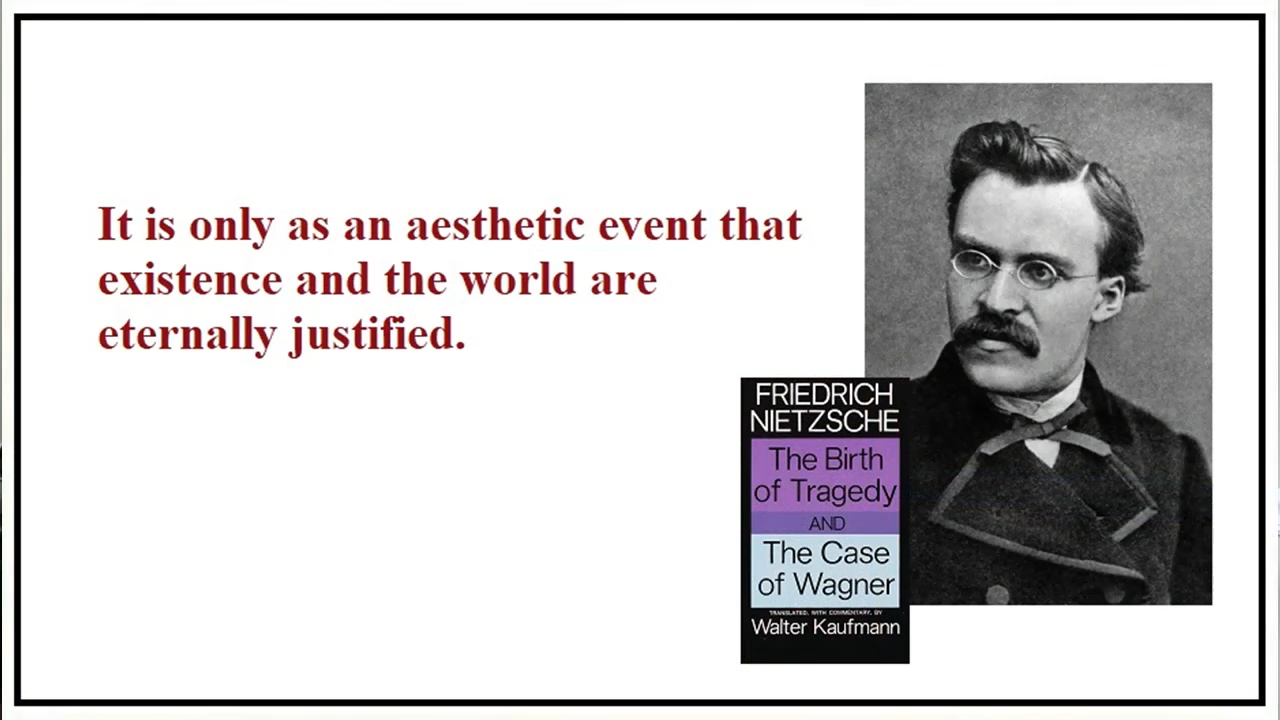 It is only as an aesthetic event that
existence and the world are
eternally justified.
FRIEDRICH
NIETZSCHE
The Birth
of Tragedy
AND
The Case
of Wagner
TRANSLATED, WITH COMMENTARY, BY
Walter Kaufmann